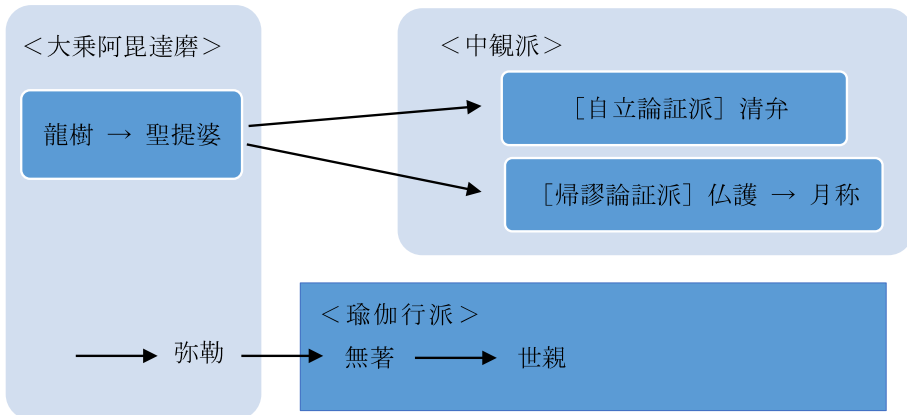 ＜大乗阿毘達磨＞
龍樹 → 聖提婆
＜中観派＞
［自立論証派］清弁
［帰謬論証派］仏護 → 月称
＜瑜伽行派＞
弥勒
無著
世親